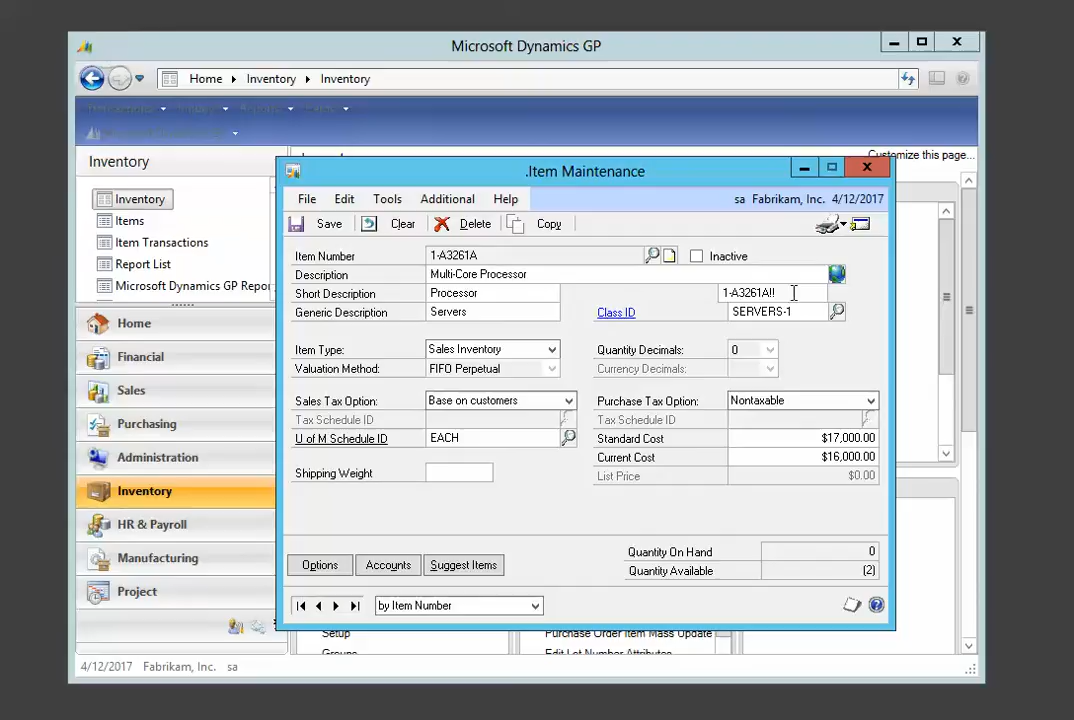 Microsoft Dynamics GP
Home Inventory Inventory
Customize this page...
Inventory
Inventory
Items
Item Transactions
Report List
Microsoft Dynamics GP Repo
Home
Financial
Sales
Purchasing
Administration
Inventory
HR & Payroll
Manufacturing
Project
.Item Maintenance
File Edit Tools Additional Help sa Fabrikam, Inc. 4/12/2017
Save Clear Delete Copy
Item Number 1-A3261A Inactive
Description Multi-Core Processor
Short Description Processor 1-A3261A!!
Generic Description Servers Class ID SERVERS-1
Item Type: Sales Inventory Quantity Decimals: 0
Valuation Method: FIFO Perpetual Currency Decimals:
Sales Tax Option: Base on customers Purchase Tax Option: Nontaxable
Tax Schedule ID Tax Schedule ID
U of M Schedule ID EACH Standard Cost $17,000.00
Current Cost $16,000.00
Shipping Weight List Price $0.00
Quantity On Hand 0
Options Accounts Suggest Items Quantity Available (2)
by Item Number
Setup Purchase Order Item Mass Update
Groups Edit Lot Number Attributes
4/12/2017 Fabrikam, Inc. sa